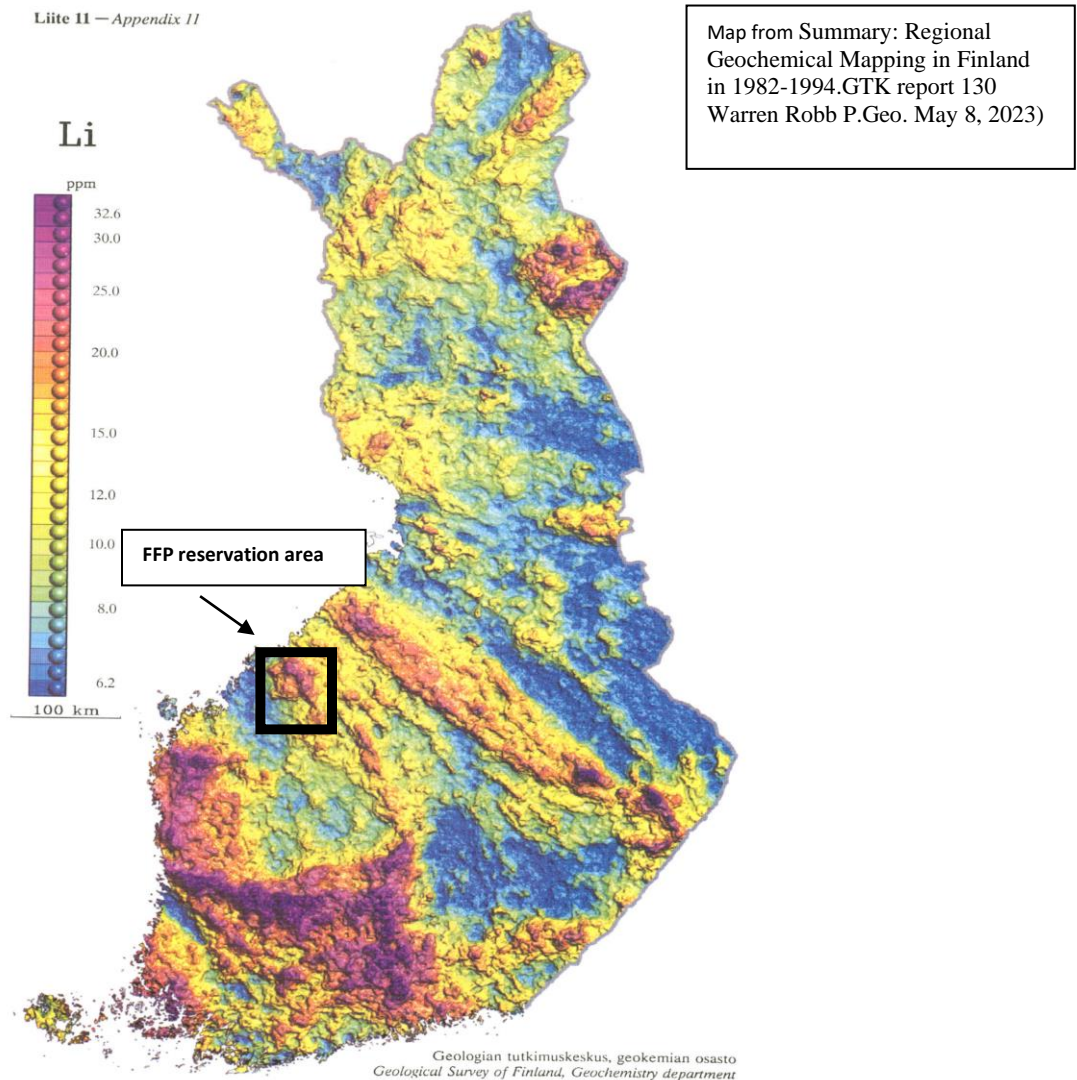 Liite 11 — Appendix 11
Map from Summary: Regional
Geochemical Mapping in Finland
in 1982-1994.GTK report 130
Warren Robb P.Geo. May 8, 2023)
Li
ppm
32.6
30.0
25.0
20.0
15.0
12.0
10.0
8.0
6.2
100 km
FFP reservation area
Geologian tutkimuskeskus, geokemian osasto
Geological Survey of Finland, Geochemistry department